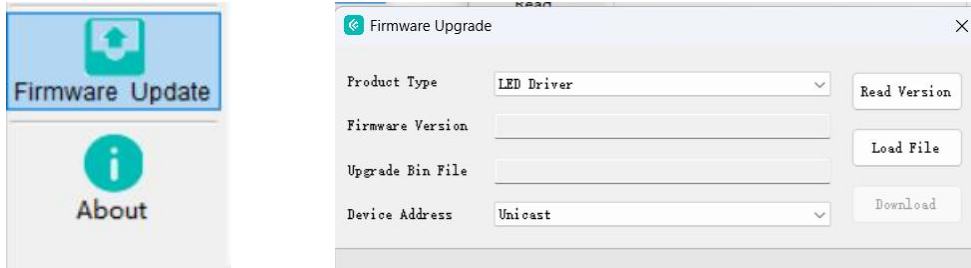 Firmware Update
About
Read
Firmware Upgrade
Product Type
LED Driver
Read Version
Firmware Version
Load File
Upgrade Bin File
Device Address
Unicast
Download